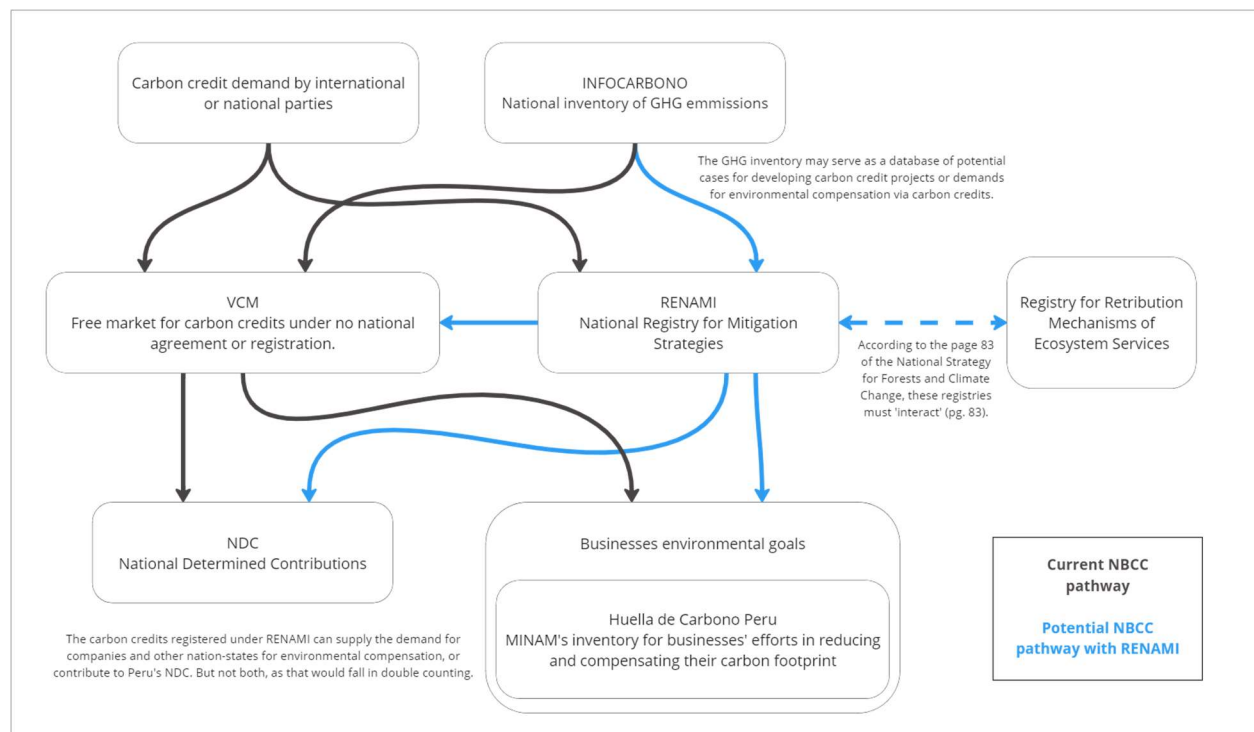 Carbon credit demand by international
or national parties
INFOCARBONO
National inventory of GHG emmissions
The GHG inventory may serve as a database of potential
cases for developing carbon credit projects or demands
for environmental compensation via carbon credits.
VCM
Free market for carbon credits under no national
agreement or registration.
RENAMI
National Registry for Mitigation
Strategies
Registry for Retribution
Mechanisms of
Ecosystem Services
According to the page 83
of the National Strategy
for Forests and Climate
Change, these registries
must 'interact' (pg. 83).
NDC
National Determined Contributions
Businesses environmental goals
Huella de Carbono Peru
MINAM's inventory for businesses' efforts in reducing
and compensating their carbon footprint
The carbon credits registered under RENAMI can supply the demand for
companies and other nation-states for environmental compensation, or
contribute to Peru's NDC. But not both, as that would fall in double counting.
Current NBCC
pathway
Potential NBCC
pathway with RENAMI